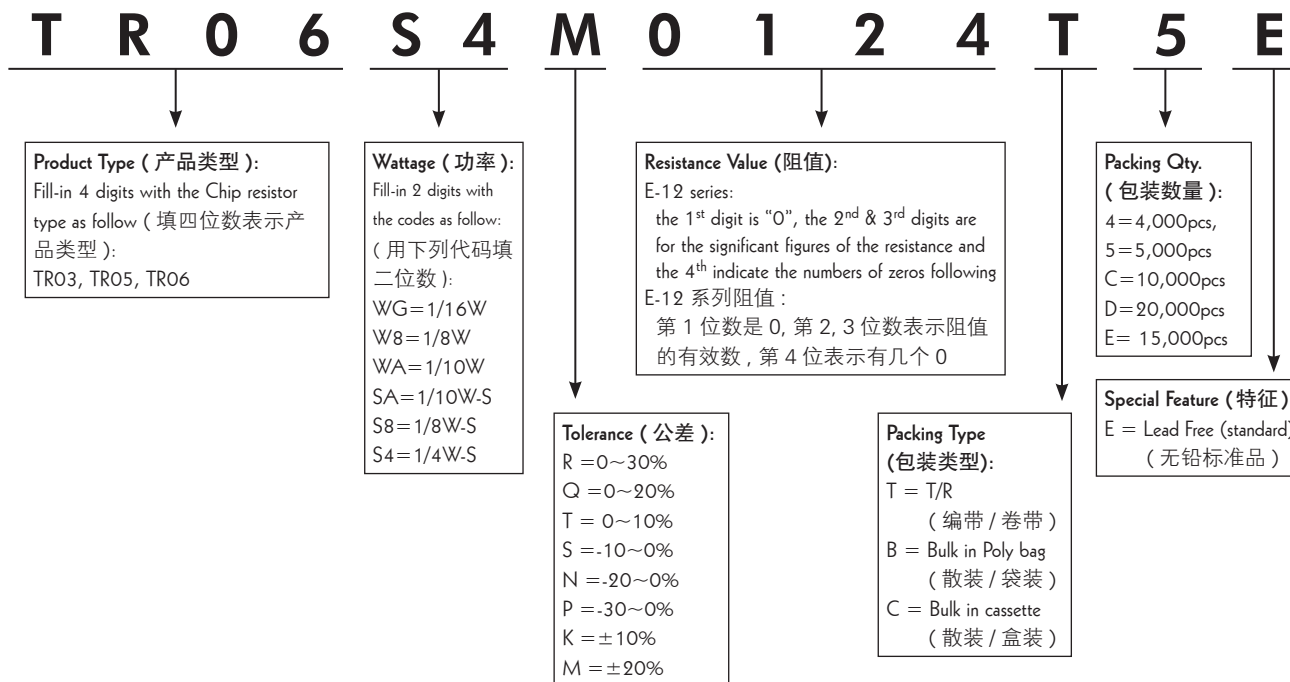 T R 0 6 S 4 M 0 1 2 4 T 5 E
Product Type ( 产品类型 ):
Fill-in 4 digits with the Chip resistor
type as follow ( 填四位数表示产
品类型 ):
TR03, TR05, TR06
Wattage ( 功率 ):
Fill-in 2 digits with
the codes as follow:
( 用下列代码填
二位数 ):
WG=1/16W
W8=1/8W
WA=1/10W
SA=1/10W-S
S8=1/8W-S
S4=1/4W-S
Tolerance ( 公差 ):
R =0~30%
Q =0~20%
T = 0~10%
S =-10~0%
N =-20~0%
P =-30~0%
K =±10%
M =±20%
Resistance Value (阻值):
E-12 series:
the 1st digit is “0”, the 2nd & 3rd digits are
for the significant figures of the resistance and
the 4th indicate the numbers of zeros following
E-12 系列阻值 :
第 1 位数是 0, 第 2, 3 位数表示阻值
的有效数 , 第 4 位表示有几个 0
Packing Type
(包装类型):
T = T/R
( 编带 / 卷带 )
B = Bulk in Poly bag
( 散装 / 袋装 )
C = Bulk in cassette
( 散装 / 盒装 )
Packing Qty.
( 包装数量 ):
4=4,000pcs,
5=5,000pcs
C=10,000pcs
D=20,000pcs
E= 15,000pcs
Special Feature ( 特征 )
E = Lead Free (standard)
( 无铅标准品 )